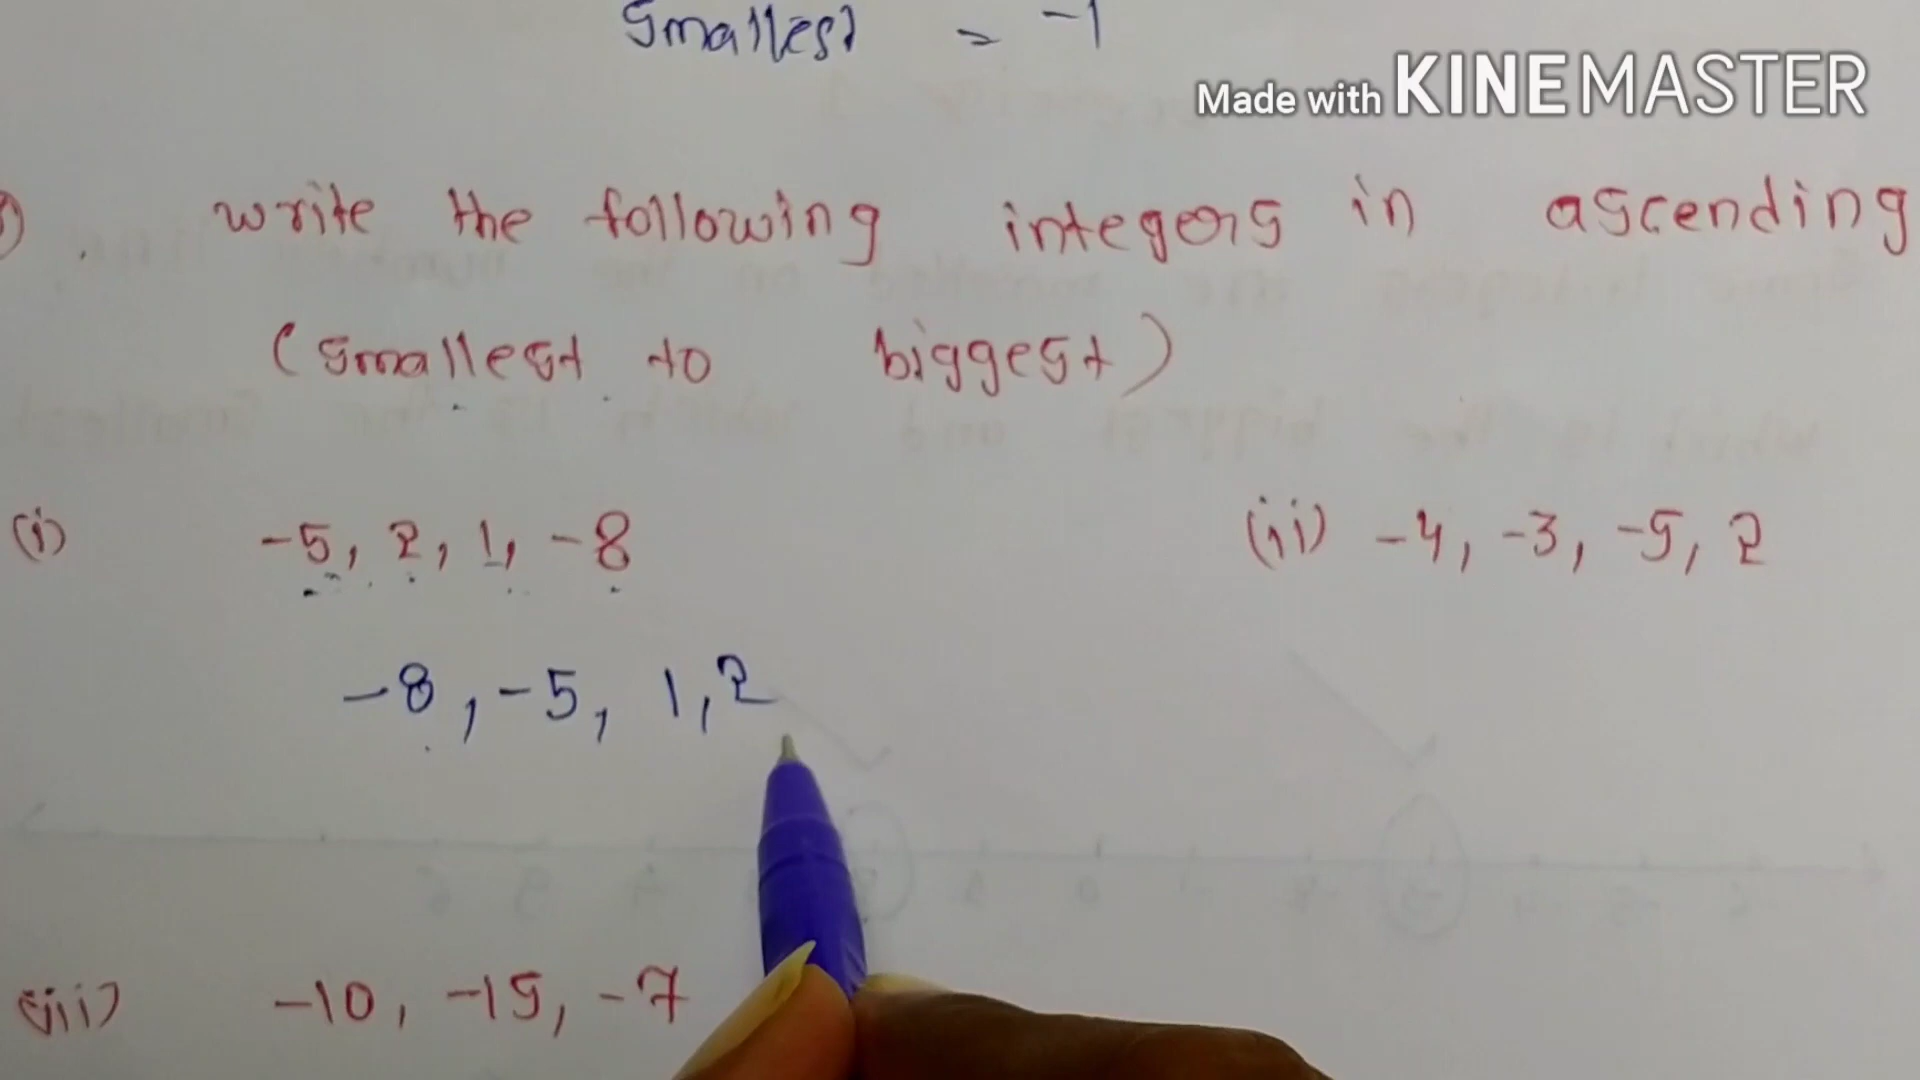 Smallest = -1
Made with KINEMASTER
write the following integers in ascending
(smallest to biggest)
(i) -5, 2, 1, -8 (ii) -4, -3, -5, 2
-8, -5, 1, 2
(iii) -10, -15, -7